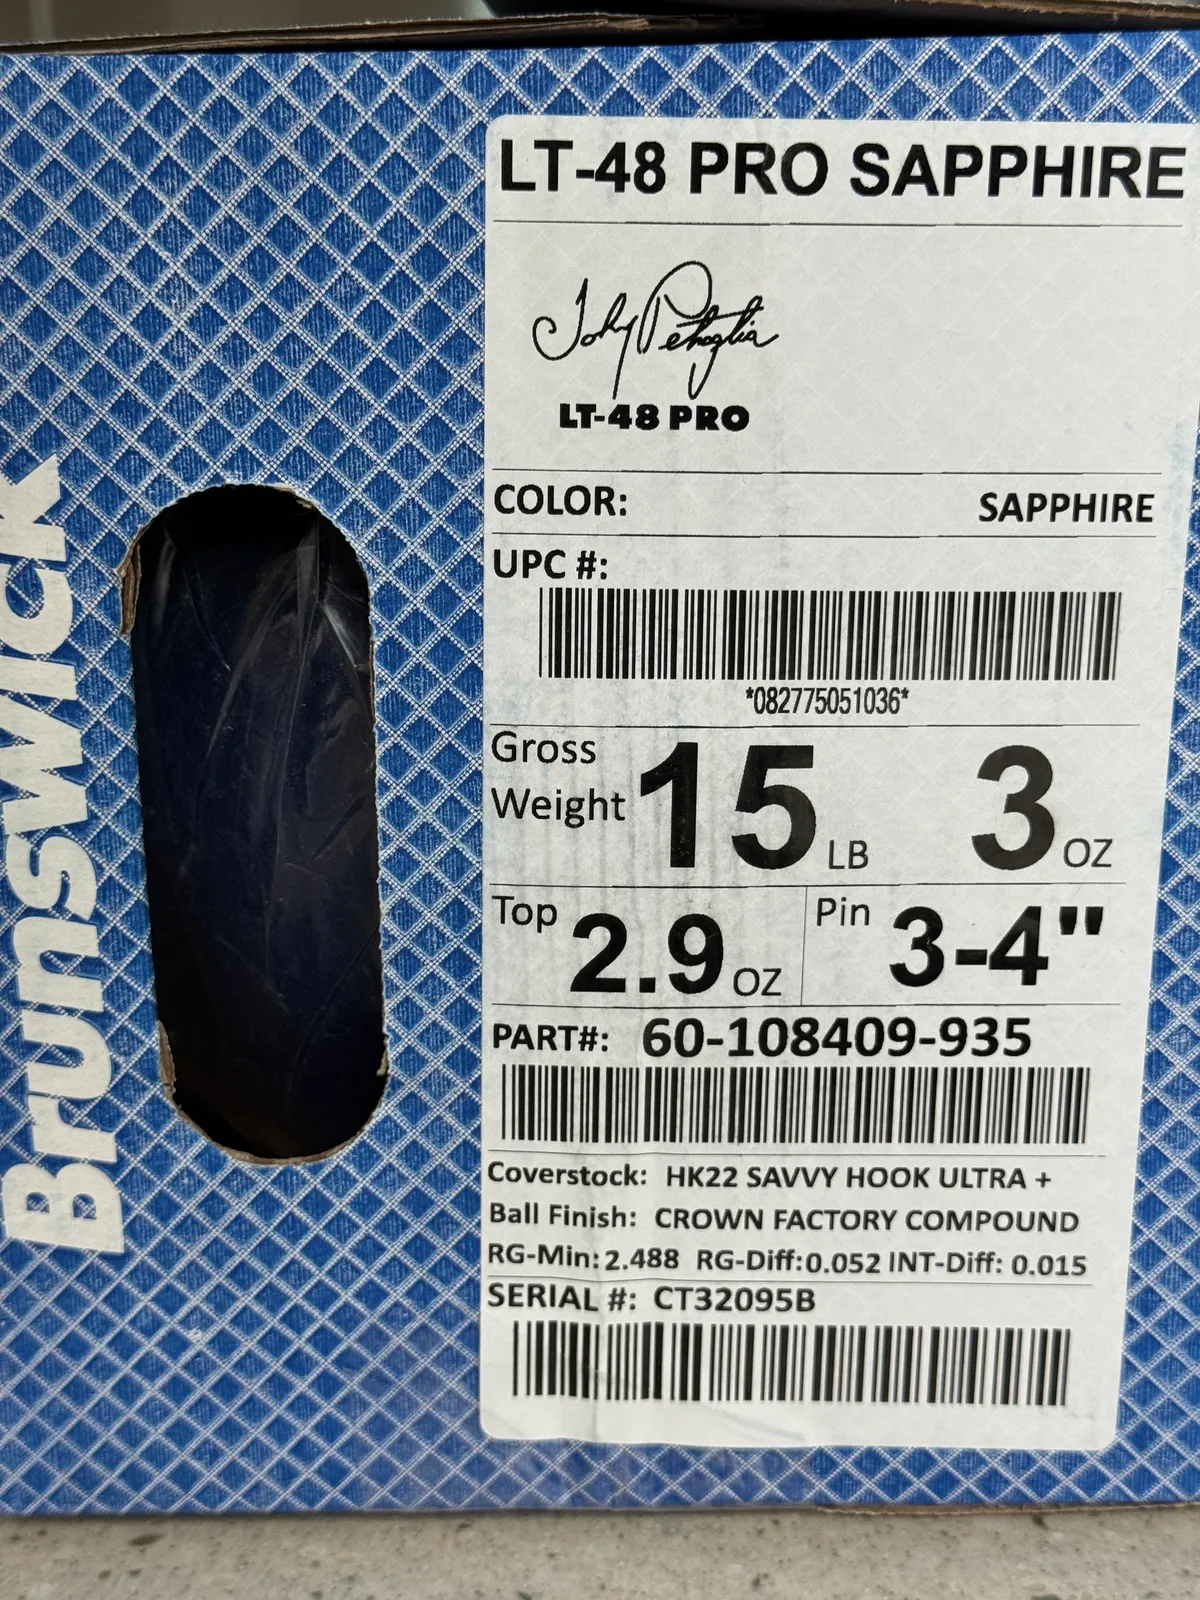 Brunswick
LT-48 PRO SAPPHIRE
John Petraglia
LT-48 PRO
COLOR: SAPPHIRE
UPC #:
*082775051036*
Gross Weight 15 LB 3 OZ
Top 2.9 OZ Pin 3-4"
PART#: 60-108409-935
Coverstock: HK22 SAVVY HOOK ULTRA +
Ball Finish: CROWN FACTORY COMPOUND
RG-Min: 2.488 RG-Diff: 0.052 INT-Diff: 0.015
SERIAL #: CT32095B